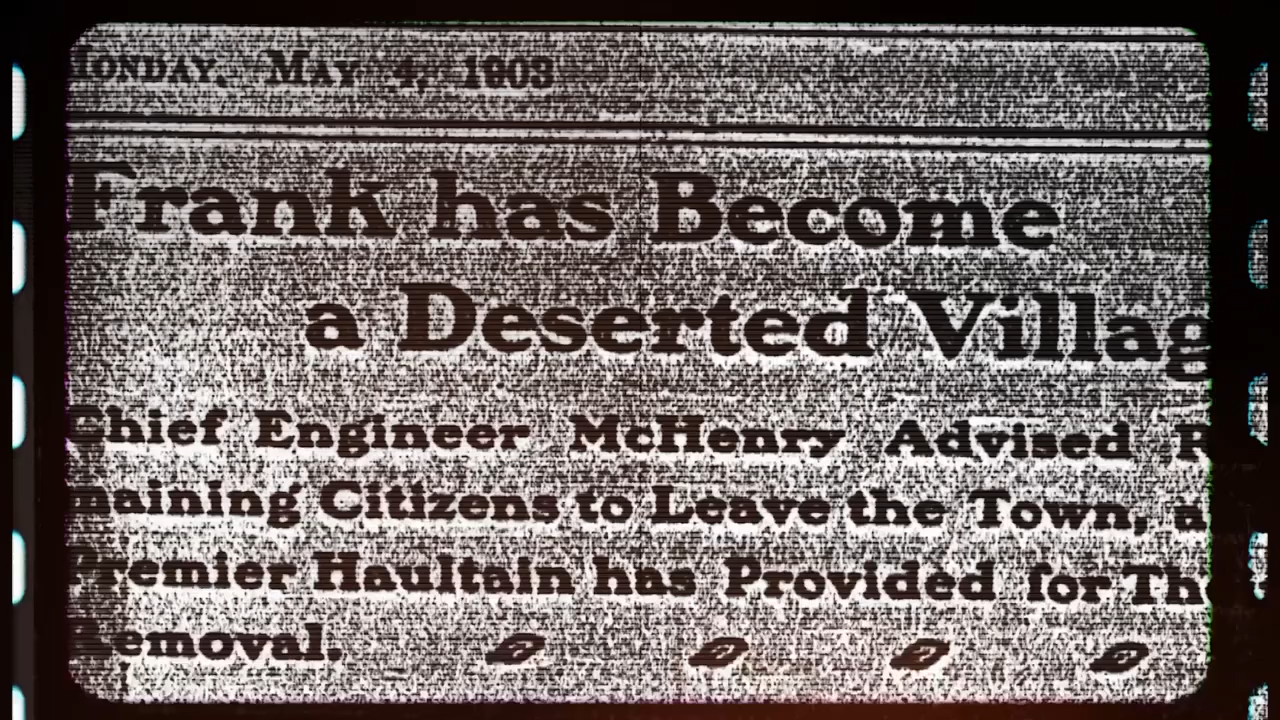 ONDAY, MAY 4, 1903
Frank has Become
a Deserted Villag
Chief Engineer McHenry Advised R
maining Citizens to Leave the Town, a
Premier Haultain has Provided for Th
Removal.